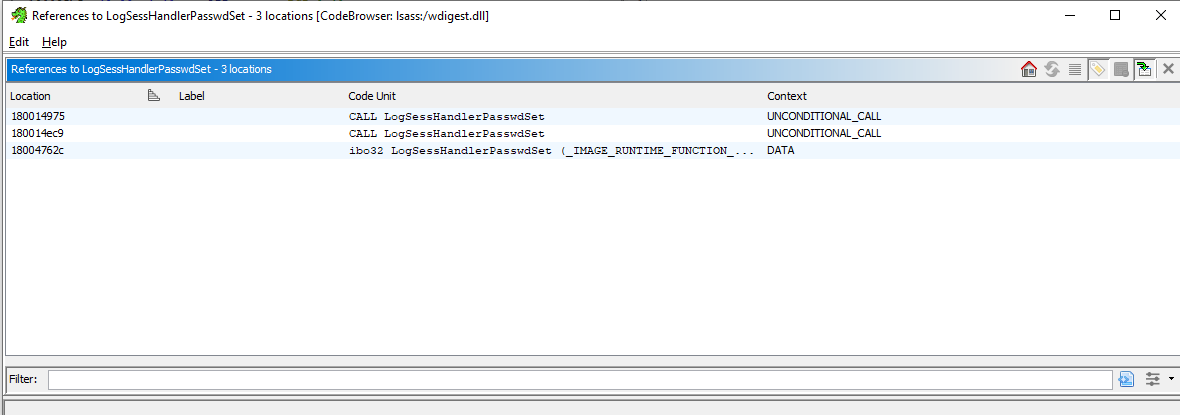 References to LogSessHandlerPasswdSet - 3 locations [CodeBrowser: lsass:/wdigest.dll]
Edit Help
References to LogSessHandlerPasswdSet - 3 locations
Location Label Code Unit Context
180014975 CALL LogSessHandlerPasswdSet UNCONDITIONAL_CALL
180014ec9 CALL LogSessHandlerPasswdSet UNCONDITIONAL_CALL
18004762c ibo32 LogSessHandlerPasswdSet (_IMAGE_RUNTIME_FUNCTION_... DATA
Filter: